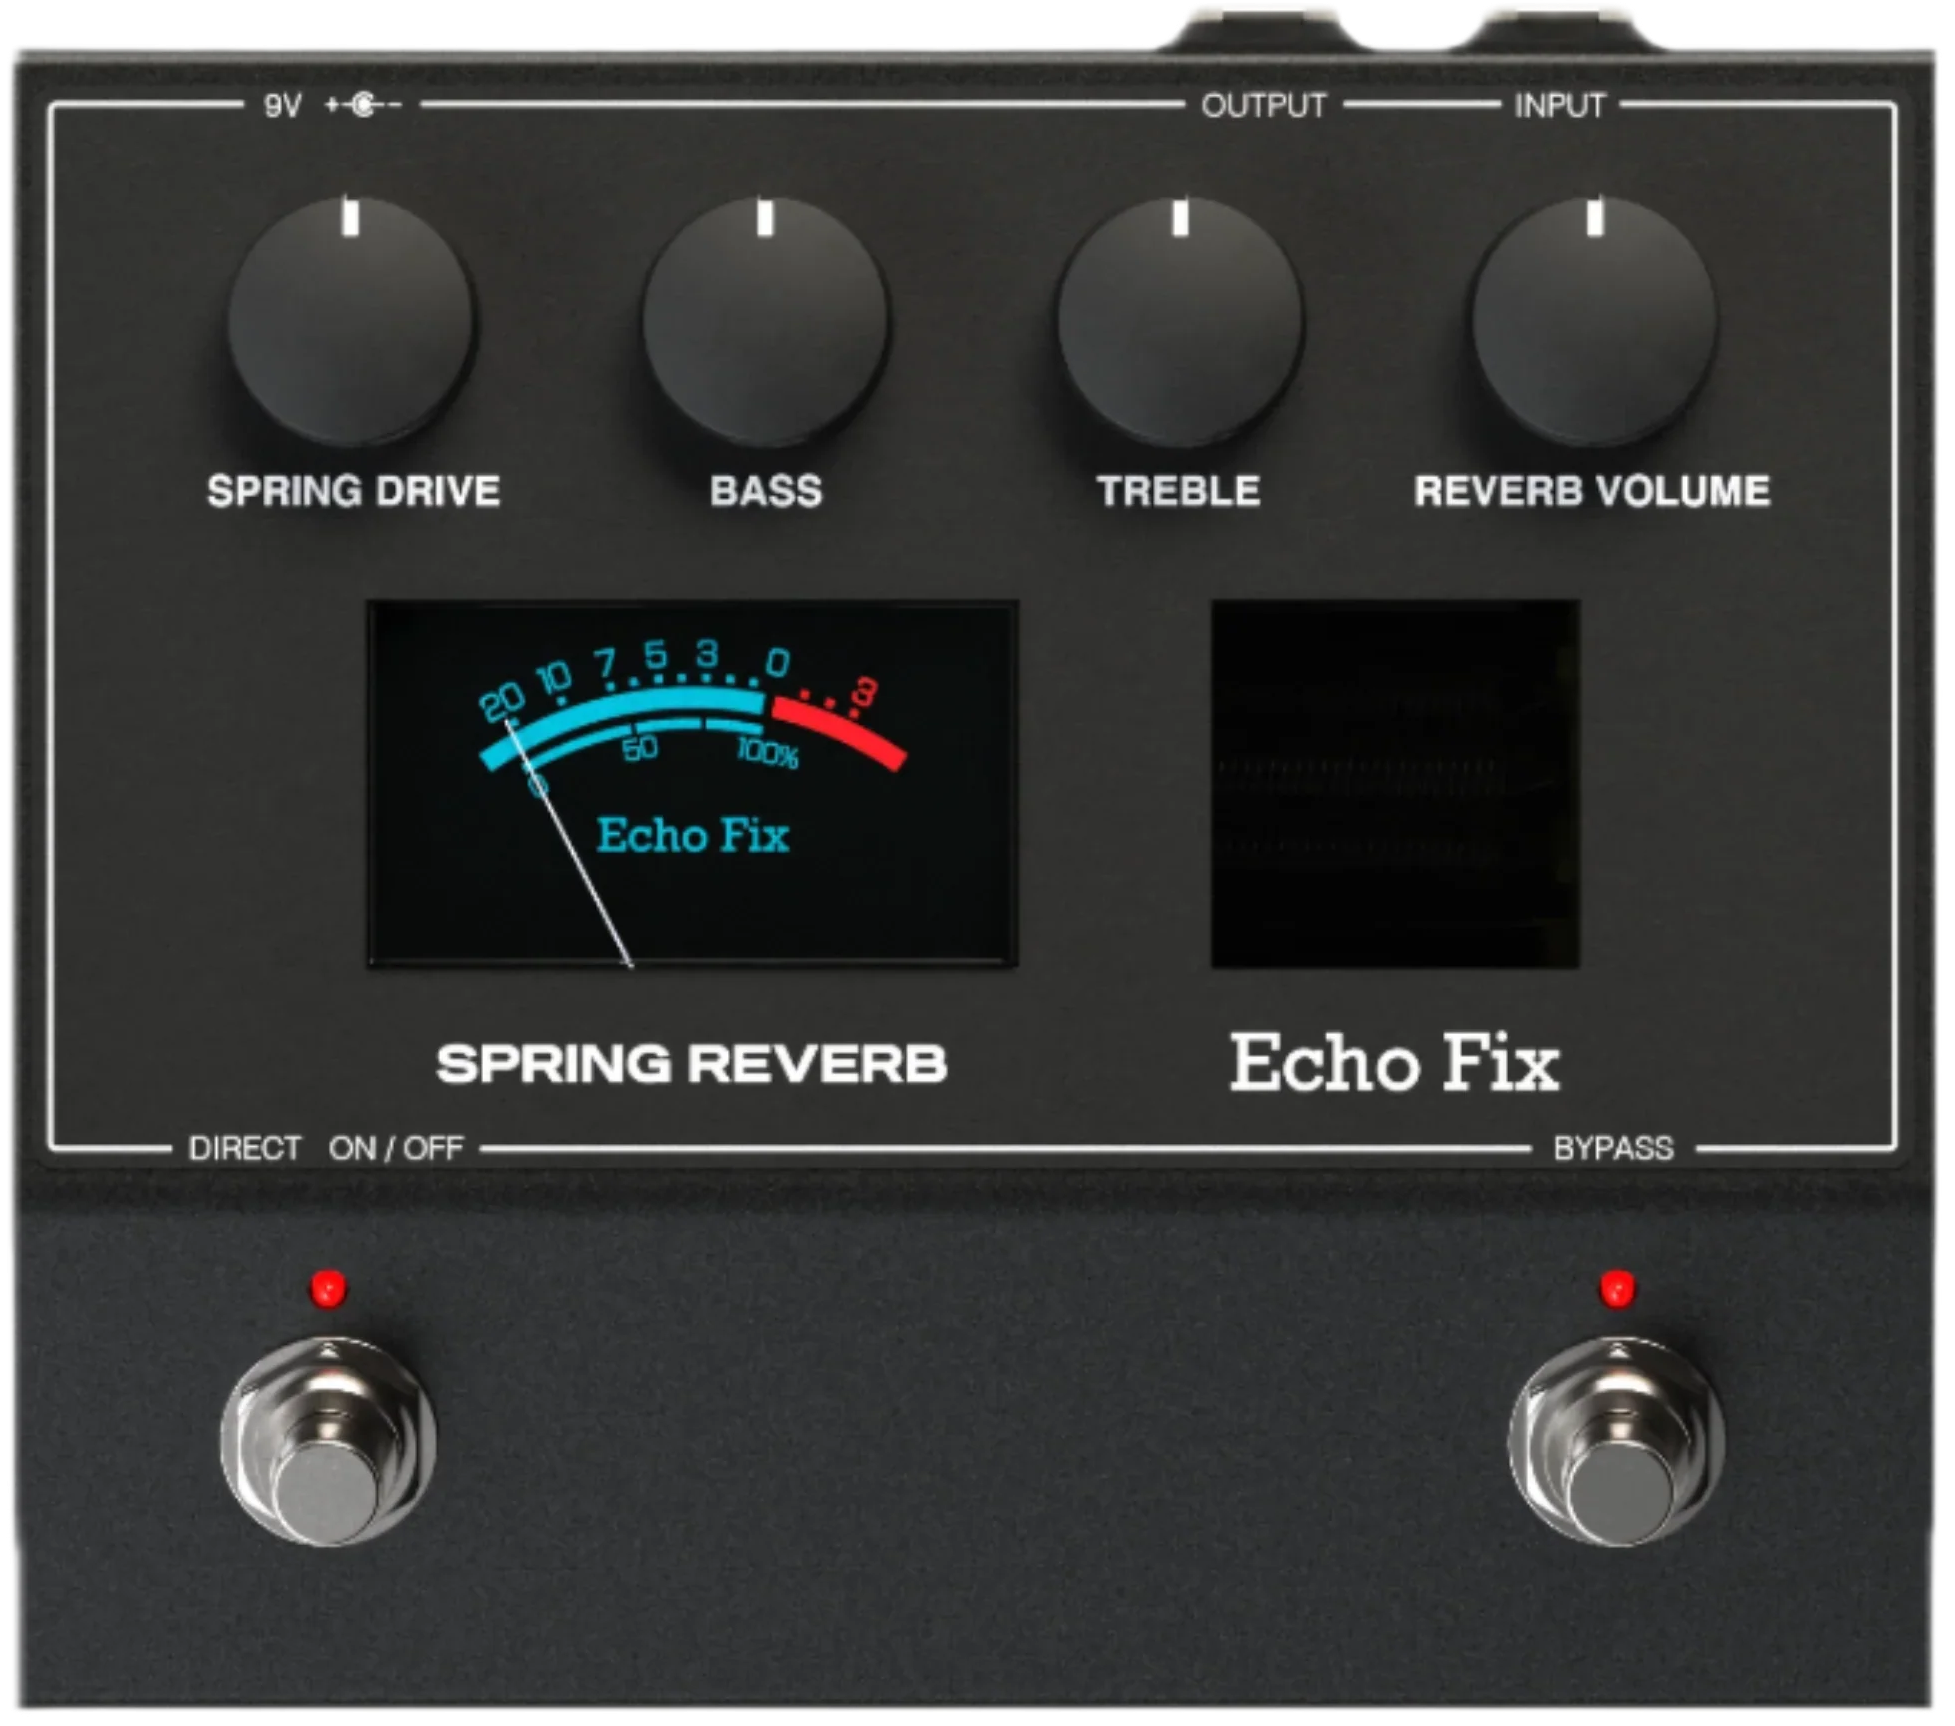 9V + -
OUTPUT
INPUT
SPRING DRIVE
BASS
TREBLE
REVERB VOLUME
20 10 7 5 3 0 3
0 50 100%
Echo Fix
SPRING REVERB
Echo Fix
DIRECT ON / OFF
BYPASS